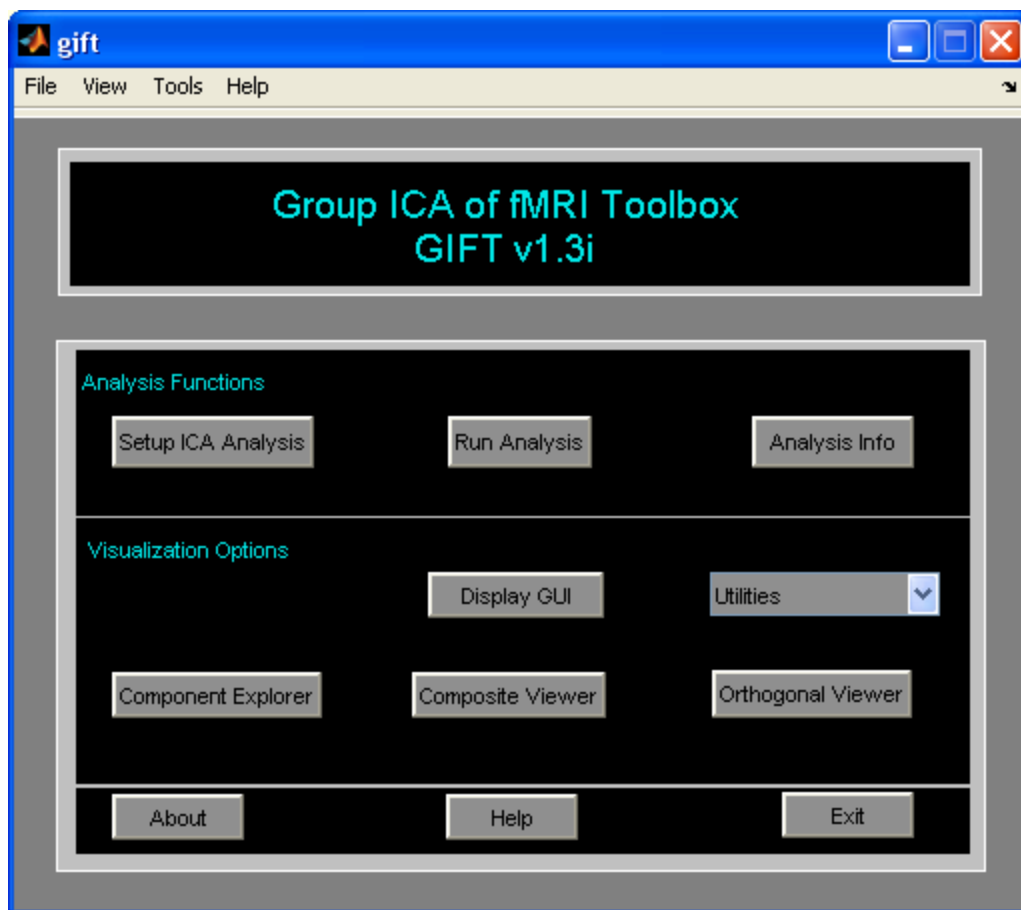 gift
File View Tools Help
Group ICA of fMRI Toolbox
GIFT v1.3i
Analysis Functions
Setup ICA Analysis Run Analysis Analysis Info
Visualization Options
Display GUI Utilities
Component Explorer Composite Viewer Orthogonal Viewer
About Help Exit